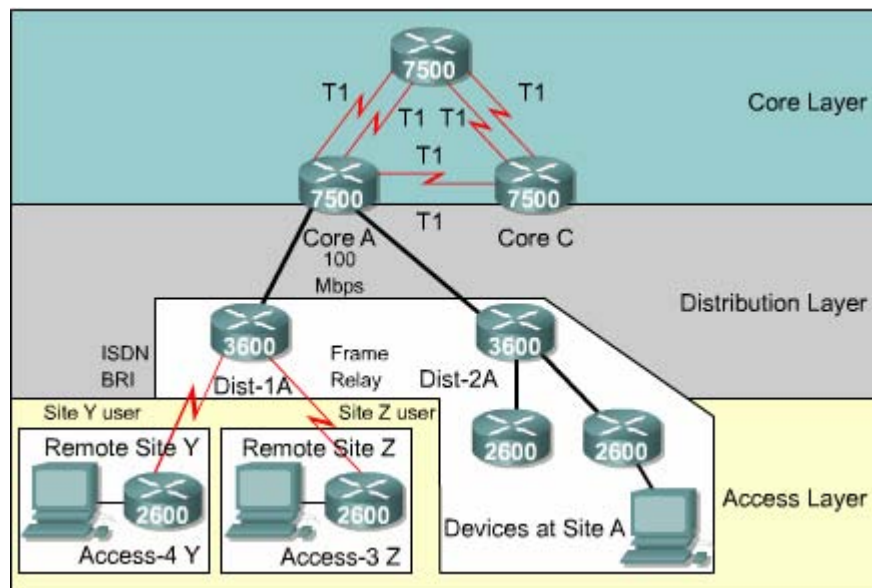 7500
T1
T1
T1
T1
T1
Core Layer
7500
7500
Core A
T1
Core C
100
Mbps
Distribution Layer
3600
3600
ISDN
BRI
Frame
Relay
Dist-1A
Dist-2A
Site Y user
Site Z user
Remote Site Y
Remote Site Z
2600
2600
2600
2600
Access-4 Y
Access-3 Z
Devices at Site A
Access Layer